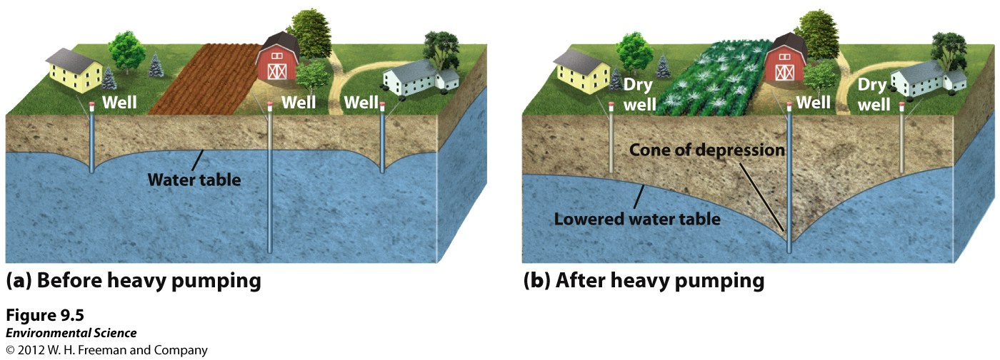 Well
Well
Well
Water table
(a) Before heavy pumping
Dry
well
Well
Dry
well
Cone of depression
Lowered water table
(b) After heavy pumping
Figure 9.5
Environmental Science
© 2012 W. H. Freeman and Company